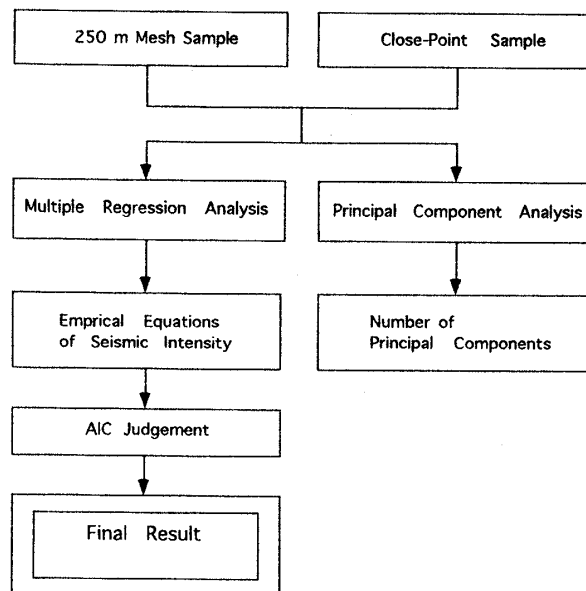 250 m Mesh Sample
Close-Point Sample
Multiple Regression Analysis
Principal Component Analysis
Emprical Equations
of Seismic Intensity
Number of
Principal Components
AIC Judgement
Final Result